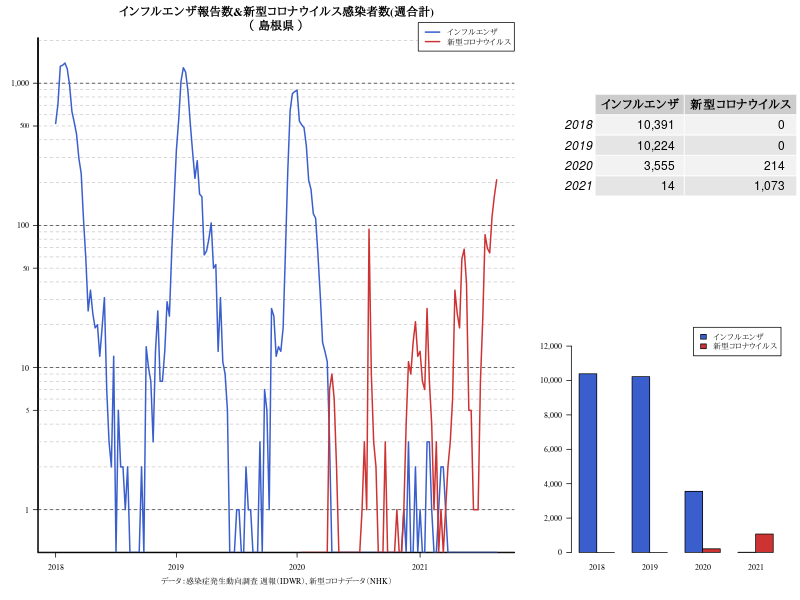 インフルエンザ報告数&新型コロナウイルス感染者数(週合計)
( 島根県 )
インフルエンザ
新型コロナウイルス
1,000
500
100
50
10
5
1
2018 2019 2020 2021
データ:感染症発生動向調査 週報(IDWR)、新型コロナデータ(NHK)
インフルエンザ 新型コロナウイルス
2018 10,391 0
2019 10,224 0
2020 3,555 214
2021 14 1,073
インフルエンザ
新型コロナウイルス
12,000
10,000
8,000
6,000
4,000
2,000
0
2018 2019 2020 2021